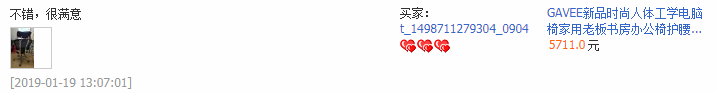 不错，很满意
[2019-01-19 13:07:01]
买家：
t_1498711279304_0904
GAVEE新品时尚人体工学电脑
椅家用老板书房办公椅护腰...
5711.0元